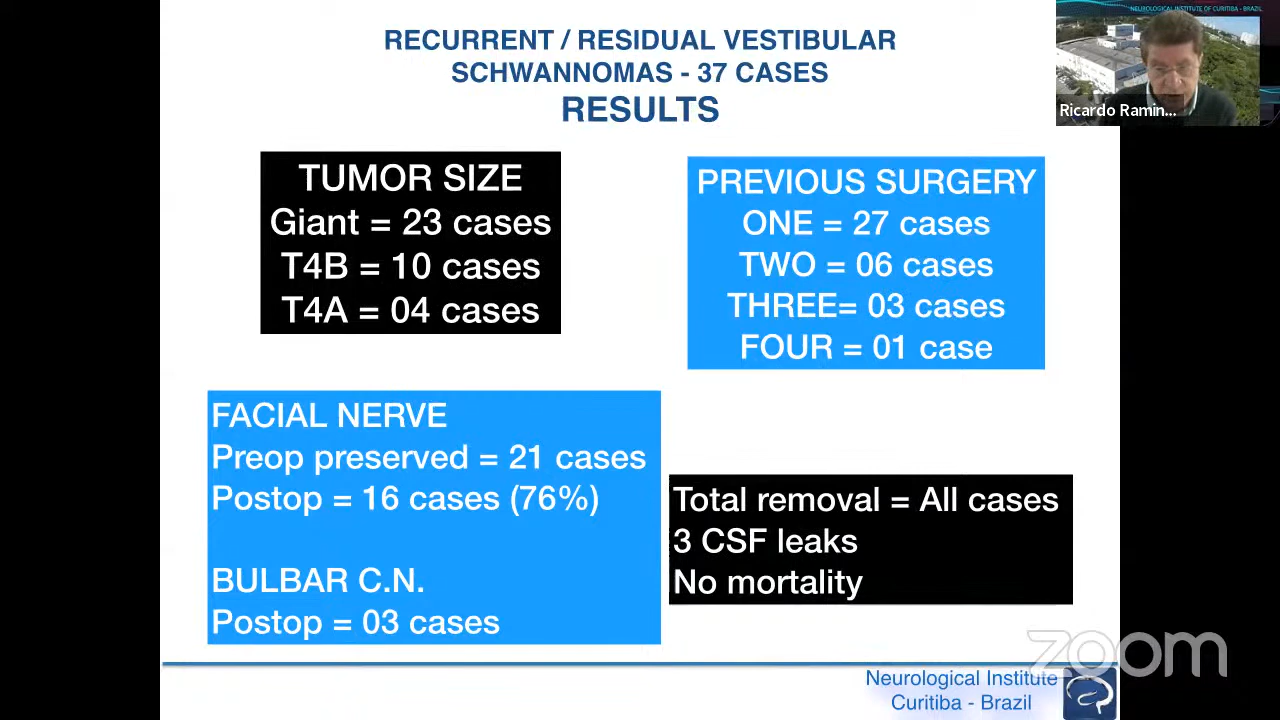 RECURRENT / RESIDUAL VESTIBULAR
SCHWANNOMAS - 37 CASES
RESULTS
NEUROLOGICAL INSTITUTE OF CURITIBA - BRAZIL
Ricardo Ramin...
TUMOR SIZE
Giant = 23 cases
T4B = 10 cases
T4A = 04 cases
PREVIOUS SURGERY
ONE = 27 cases
TWO = 06 cases
THREE= 03 cases
FOUR = 01 case
FACIAL NERVE
Preop preserved = 21 cases
Postop = 16 cases (76%)
BULBAR C.N.
Postop = 03 cases
Total removal = All cases
3 CSF leaks
No mortality
zoom
Neurological Institute
Curitiba - Brazil